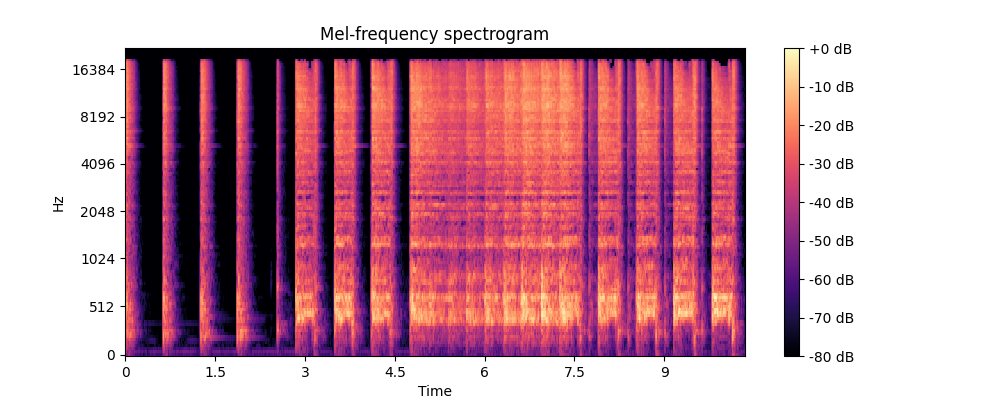 Mel-frequency spectrogram
Hz
16384
8192
4096
2048
1024
512
0
0 1.5 3 4.5 6 7.5 9
Time
+0 dB
-10 dB
-20 dB
-30 dB
-40 dB
-50 dB
-60 dB
-70 dB
-80 dB